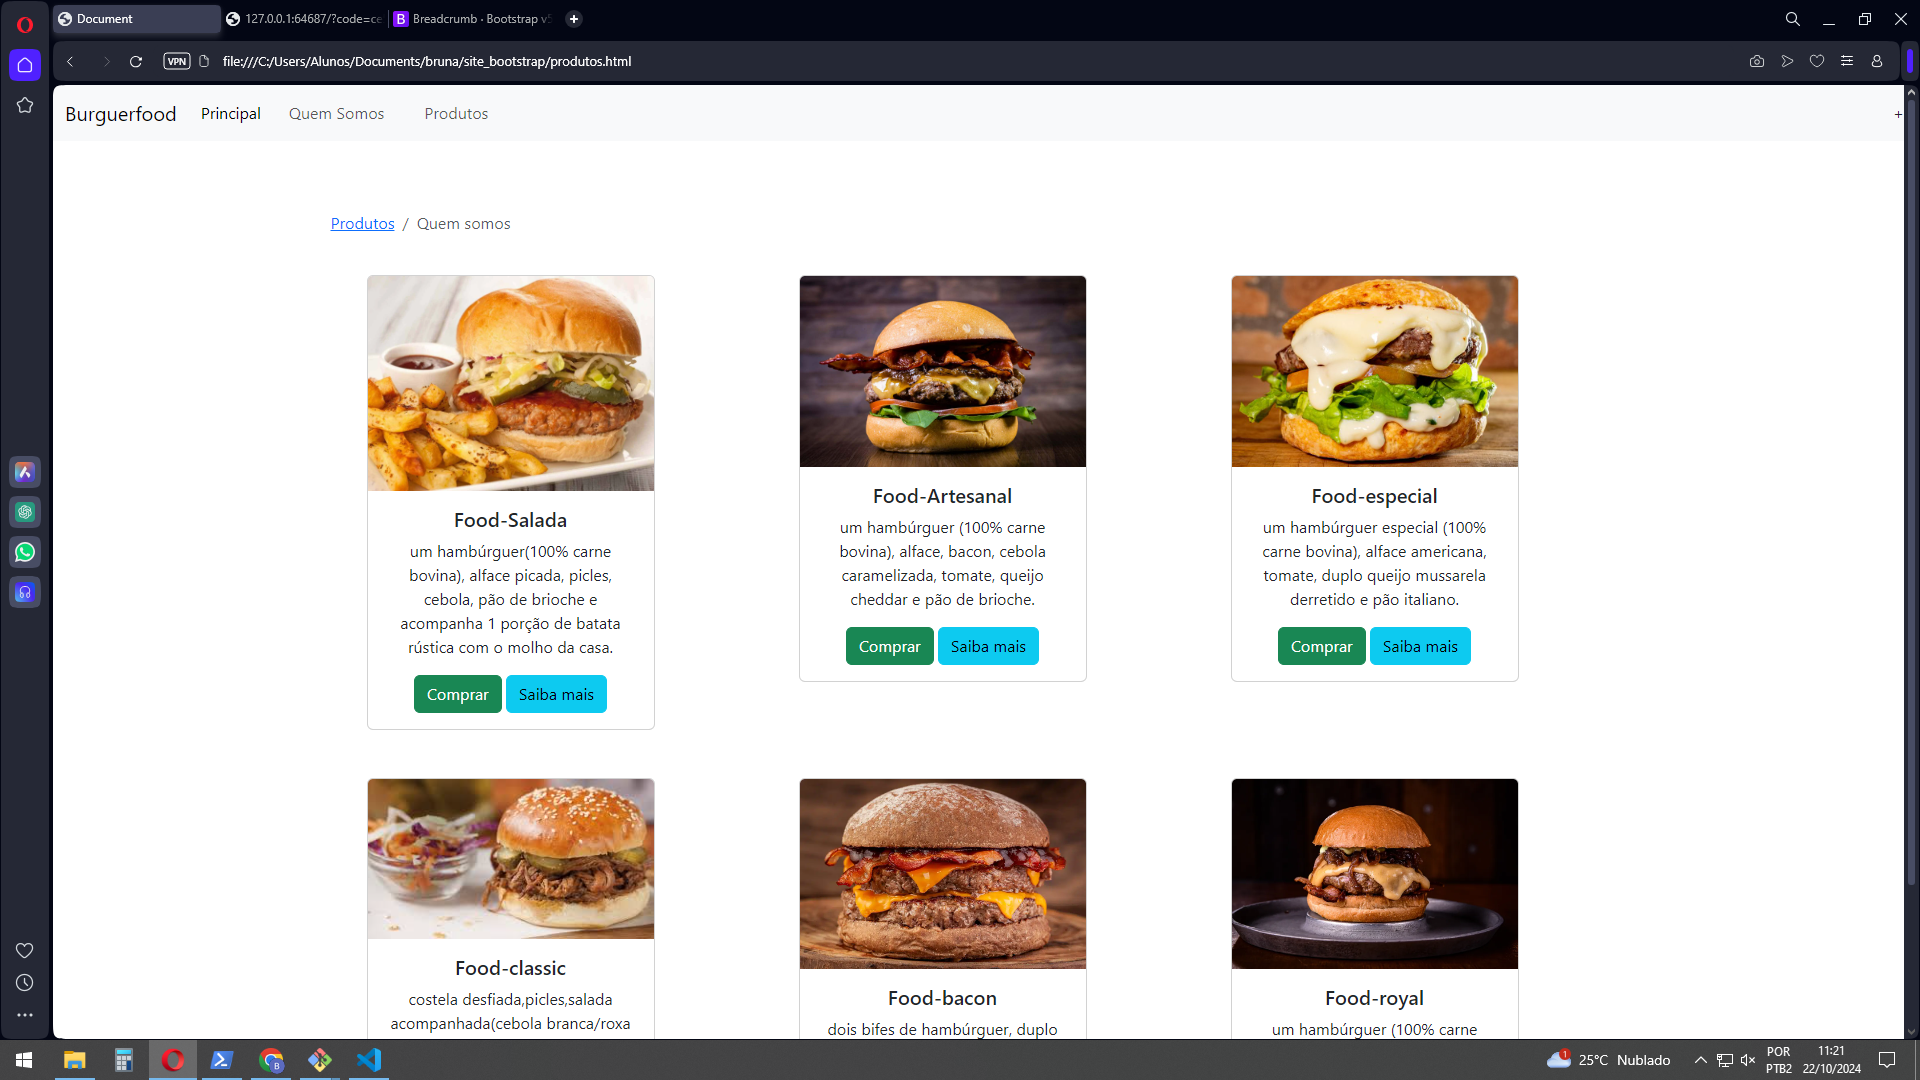 Document
127.0.0.1:64687/?code=ce
B Breadcrumb · Bootstrap v5
VPN
file:///C:/Users/Alunos/Documents/bruna/site_bootstrap/produtos.html
Burguerfood Principal Quem Somos Produtos +
Produtos / Quem somos
Food-Salada
um hambúrguer(100% carne
bovina), alface picada, picles,
cebola, pão de brioche e
acompanha 1 porção de batata
rústica com o molho da casa.
Comprar Saiba mais
Food-Artesanal
um hambúrguer (100% carne
bovina), alface, bacon, cebola
caramelizada, tomate, queijo
cheddar e pão de brioche.
Comprar Saiba mais
Food-especial
um hambúrguer especial (100%
carne bovina), alface americana,
tomate, duplo queijo mussarela
derretido e pão italiano.
Comprar Saiba mais
Food-classic
costela desfiada,picles,salada
acompanhada(cebola branca/roxa
Food-bacon
dois bifes de hambúrguer, duplo
Food-royal
um hambúrguer (100% carne
B
1
25°C Nublado
POR
PTB2
11:21
22/10/2024